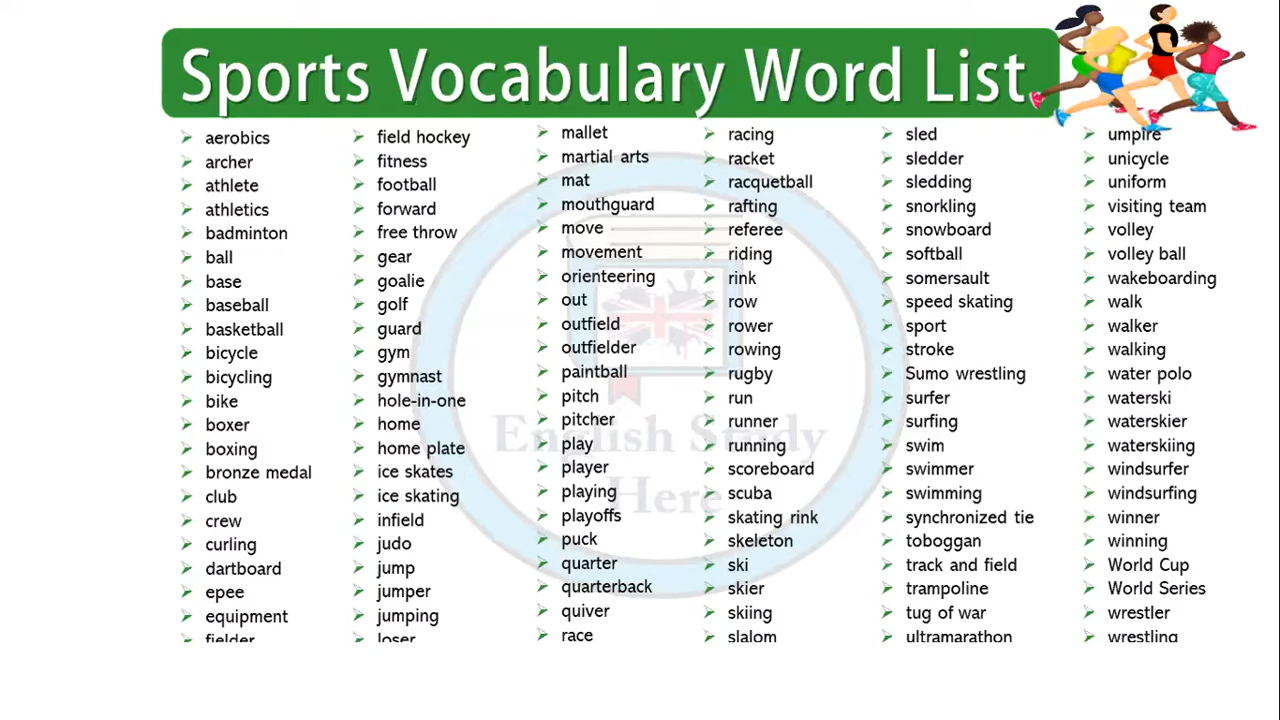 Sports Vocabulary Word List
aerobics
archer
athlete
athletics
badminton
ball
base
baseball
basketball
bicycle
bicycling
bike
boxer
boxing
bronze medal
club
crew
curling
dartboard
epee
equipment
fielder
field hockey
fitness
football
forward
free throw
gear
goalie
golf
guard
gym
gymnast
hole-in-one
home
home plate
ice skates
ice skating
infield
judo
jump
jumper
jumping
loser
mallet
martial arts
mat
mouthguard
move
movement
orienteering
out
outfield
outfielder
paintball
pitch
pitcher
play
player
playing
playoffs
puck
quarter
quarterback
quiver
race
racing
racket
racquetball
rafting
referee
riding
rink
row
rower
rowing
rugby
run
runner
running
scoreboard
scuba
skating rink
skeleton
ski
skier
skiing
slalom
sled
sledder
sledding
snorkling
snowboard
softball
somersault
speed skating
sport
stroke
Sumo wrestling
surfer
surfing
swim
swimmer
swimming
synchronized tie
toboggan
track and field
trampoline
tug of war
ultramarathon
umpire
unicycle
uniform
visiting team
volley
volley ball
wakeboarding
walk
walker
walking
water polo
waterski
waterskier
waterskiing
windsurfer
windsurfing
winner
winning
World Cup
World Series
wrestler
wrestling
English Study
Here